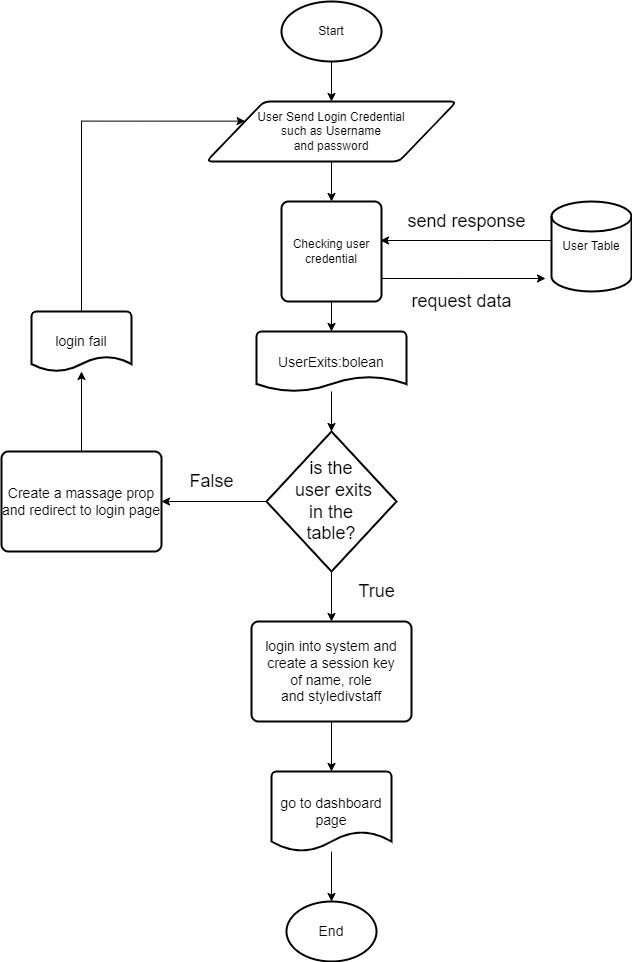 Start
User Send Login Credential
such as Username
and password
send response
Checking user
credential
User Table
request data
login fail
UserExits:bolean
is the
user exits
in the
table?
False
Create a massage prop
and redirect to login page
True
login into system and
create a session key
of name, role
and styledivstaff
go to dashboard
page
End